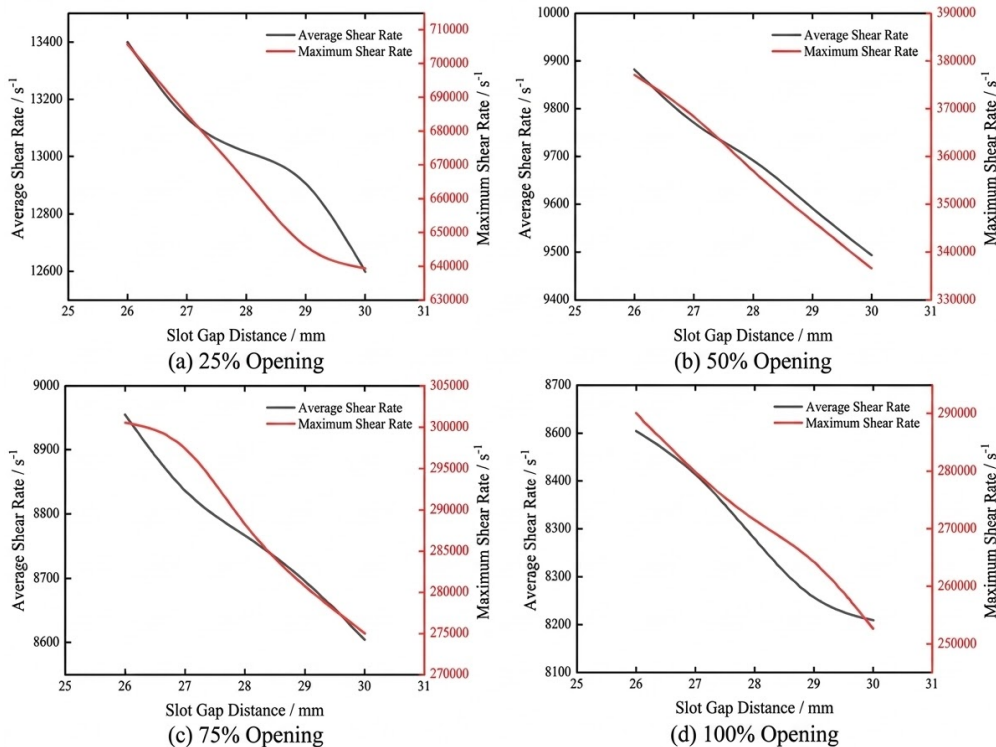 Average Shear Rate
Maximum Shear Rate
13400
13200
13000
12800
12600
Average Shear Rate / s⁻¹
710000
700000
690000
680000
670000
660000
650000
640000
630000
Maximum Shear Rate / s⁻¹
25 26 27 28 29 30 31
Slot Gap Distance / mm
(a) 25% Opening
Average Shear Rate
Maximum Shear Rate
10000
9900
9800
9700
9600
9500
9400
Average Shear Rate / s⁻¹
390000
380000
370000
360000
350000
340000
330000
Maximum Shear Rate / s⁻¹
25 26 27 28 29 30 31
Slot Gap Distance / mm
(b) 50% Opening
Average Shear Rate
Maximum Shear Rate
9000
8900
8800
8700
8600
Average Shear Rate / s⁻¹
305000
300000
295000
290000
285000
280000
275000
270000
Maximum Shear Rate / s⁻¹
25 26 27 28 29 30 31
Slot Gap Distance / mm
(c) 75% Opening
Average Shear Rate
Maximum Shear Rate
8700
8600
8400
8300
8300
8200
8100
Average Shear Rate / s⁻¹
290000
280000
270000
260000
250000
Maximum Shear Rate / s⁻¹
25 26 27 28 29 30 31
Slot Gap Distance / mm
(d) 100% Opening